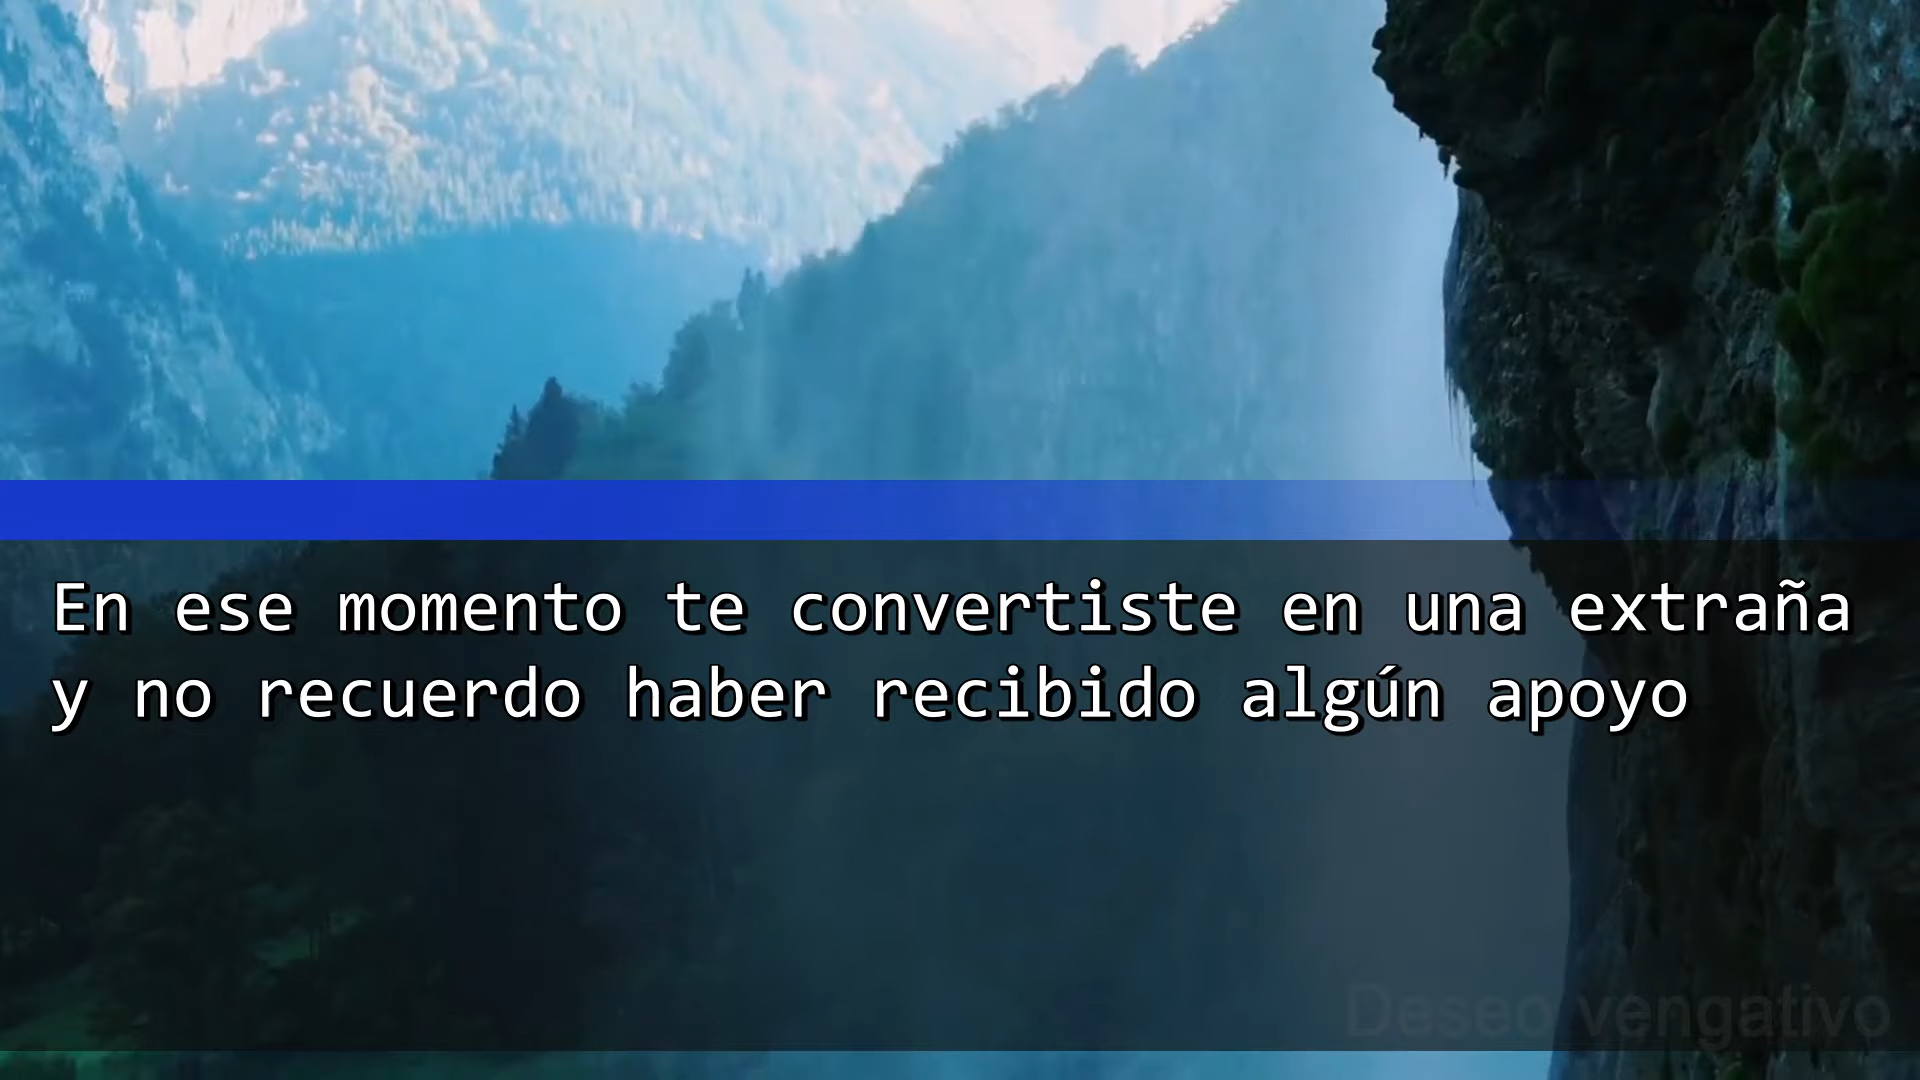 En ese momento te convertiste en una extraña
y no recuerdo haber recibido algún apoyo
Deseo vengativo